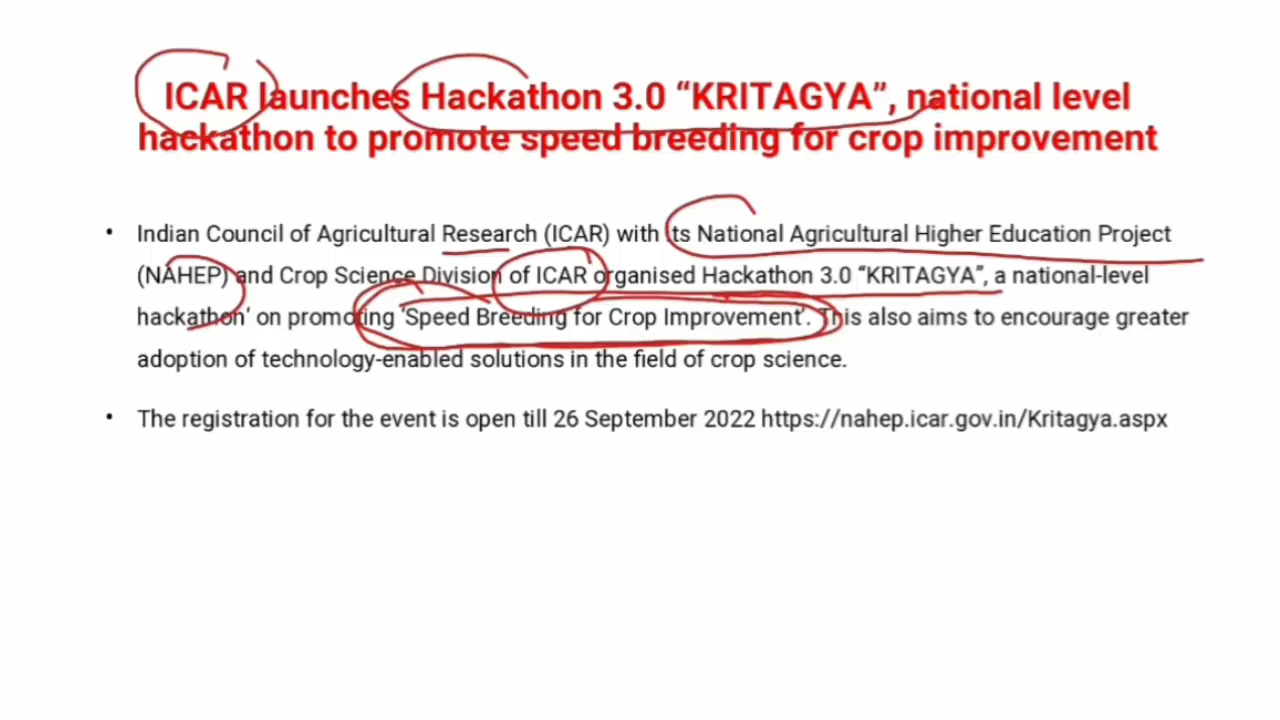 ICAR launches Hackathon 3.0 “KRITAGYA”, national level
hackathon to promote speed breeding for crop improvement
• Indian Council of Agricultural Research (ICAR) with its National Agricultural Higher Education Project
(NAHEP) and Crop Science Division of ICAR organised Hackathon 3.0 “KRITAGYA”, a national-level
hackathon’ on promoting ‘Speed Breeding for Crop Improvement’. This also aims to encourage greater
adoption of technology-enabled solutions in the field of crop science.
• The registration for the event is open till 26 September 2022 https://nahep.icar.gov.in/Kritagya.aspx